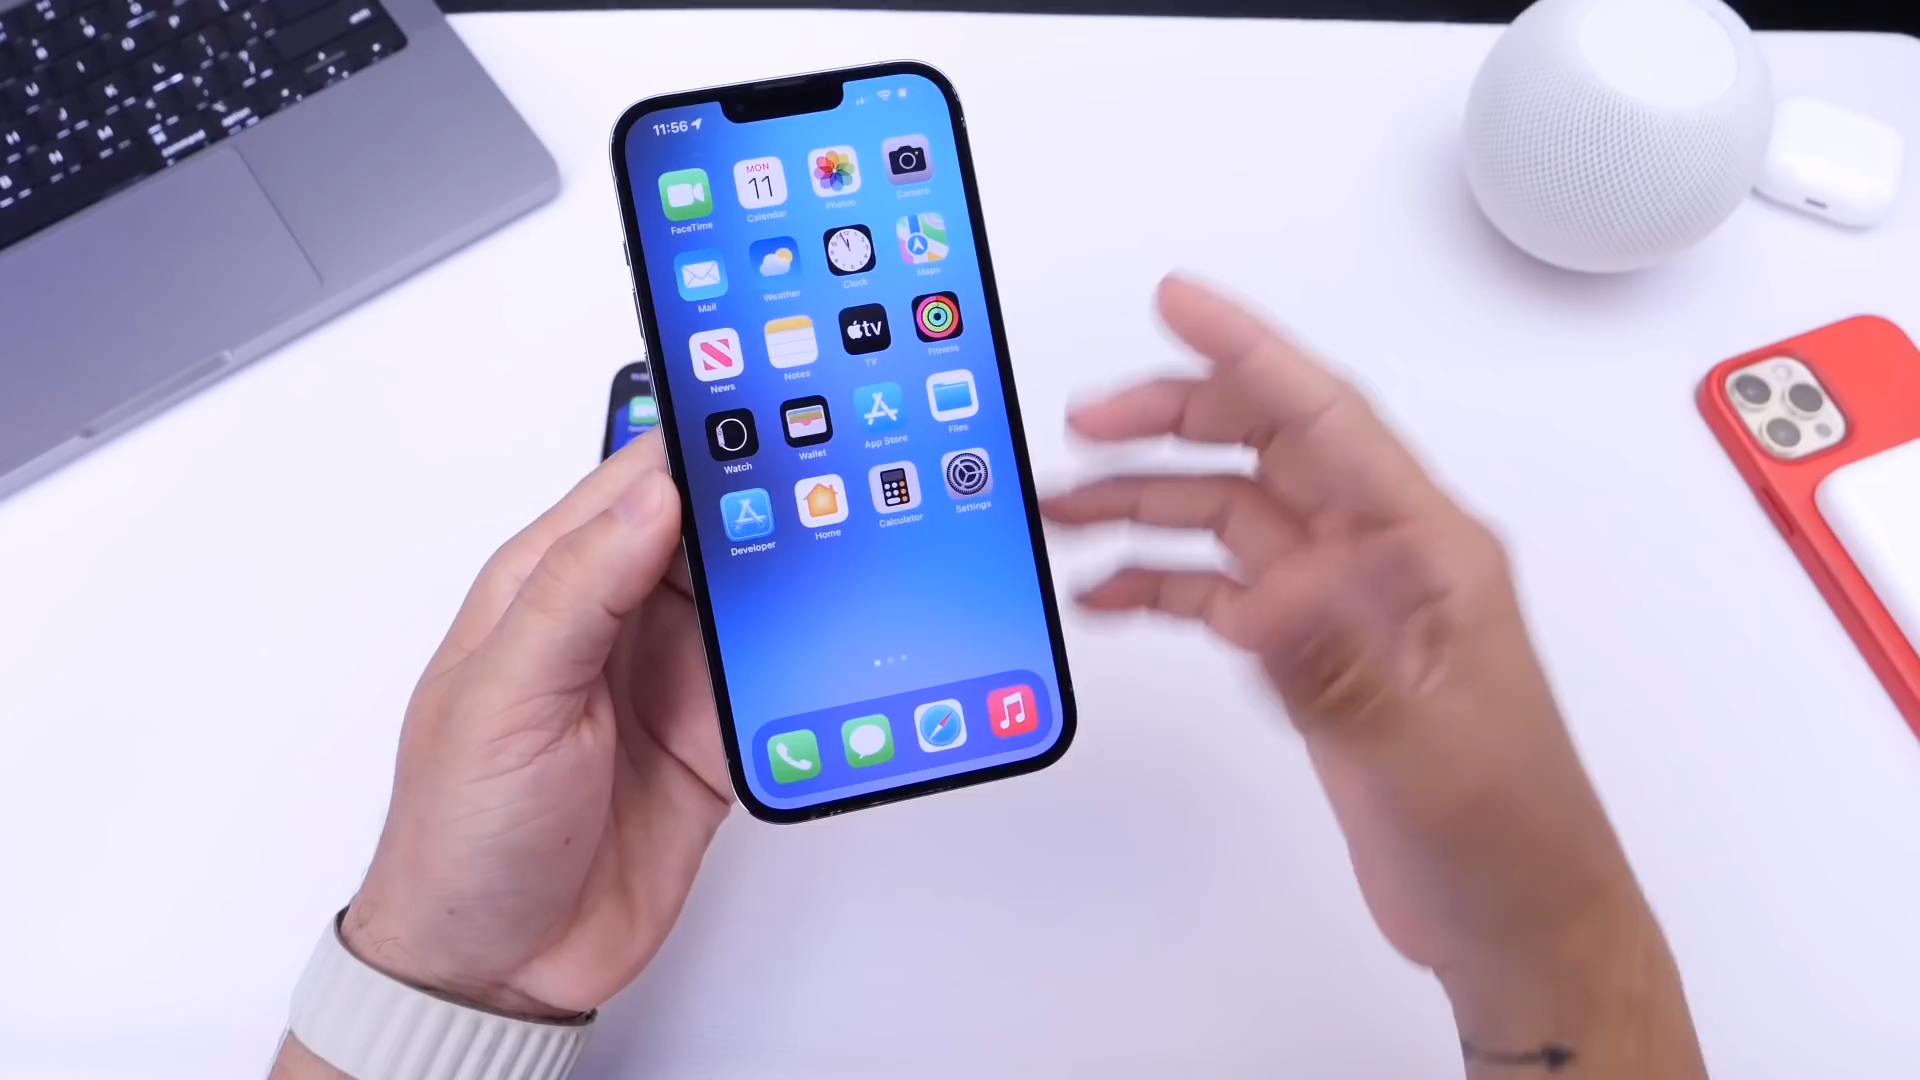 11:56
FaceTime
MON
11
Calendar
Photos
Camera
Mail
Weather
Clock
Maps
News
Notes
tv
TV
Fitness
Watch
Wallet
App Store
Files
Developer
Home
Calculator
Settings